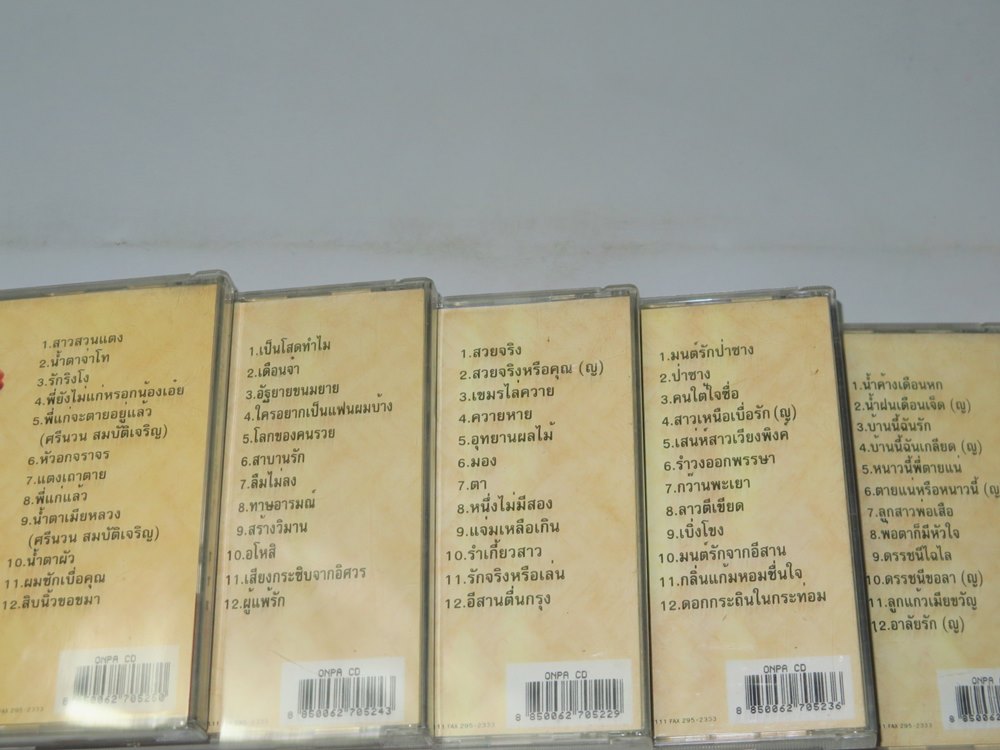 1.สาวสวนแตง
2.น้ำตาจ่าโท
3.รักริงโง
4.พี่ยังไม่แก่หรอกน้องเอ๋ย
5.พี่แก่จะตายอยู่แล้ว
(ศรีนวน สมบัติเจริญ)
6.หัวอกจราจร
7.แตงเถาตาย
8.พี่แก่แล้ว
9.น้ำตาเมียหลวง
(ศรีนวน สมบัติเจริญ)
10.น้ำตาผัว
11.ผมชักเบื่อคุณ
12.สิบนิ้วขอขมา
ONPA CD
8 850062 705250
FAX 295-2333
1.เป็นโสดทำไม
2.เดือนจ๋า
3.อัฐยายขนมยาย
4.ใครอยากเป็นแฟนผมบ้าง
5.โลกของคนรวย
6.สาบานรัก
7.ลืมไม่ลง
8.ทาษอารมณ์
9.สร้างวิมาน
10.อโหสิ
11.เสียงกระซิบจากอิศวร
12.ผู้แพ้รัก
ONPA CD
8 850062 705243
111 FAX 295-2333
1.สวยจริง
2.สวยจริงหรือคุณ (ญ)
3.เขมรไล่ควาย
4.ควายหาย
5.อุทยานผลไม้
6.มอง
7.ตา
8.หนึ่งไม่มีสอง
9.แจ่มเหลือเกิน
10.รำเกี้ยวสาว
11.รักจริงหรือเล่น
12.อีสานตื่นกรุง
ONPA CD
8 850062 705229
111 FAX 295-2333
1.มนต์รักป่าซาง
2.ป่าซาง
3.คนใต้ใจซื่อ
4.สาวเหนือเบื่อรัก (ญ)
5.เสน่ห์สาวเวียงพิงค์
6.รำวงออกพรรษา
7.กว๊านพะเยา
8.ลาวตีเขียด
9.เบิ่งโขง
10.มนต์รักจากอีสาน
11.กลิ่นแก้มหอมชื่นใจ
12.ดอกกระถินในกระท่อม
ONPA CD
8 850062 705236
111 FAX 295-2333
1.น้ำค้างเดือนหก
2.น้ำฝนเดือนเจ็ด (ญ)
3.บ้านนี้ฉันรัก
4.บ้านนี้ฉันเกลียด (ญ)
5.หนาวนี้พี่ตายแน่
6.ตายแน่หรือหนาวนี้ (ญ
7.ลูกสาวพ่อเสือ
8.พ่อตาก็มีหัวใจ
9.ดรรชนีไฉไล
10.ดรรชนีขอลา (ญ)
11.ลูกแก้วเมียขวัญ
12.อาลัยรัก (ญ)
ONPA
8 85006
111 FAX 295-2333